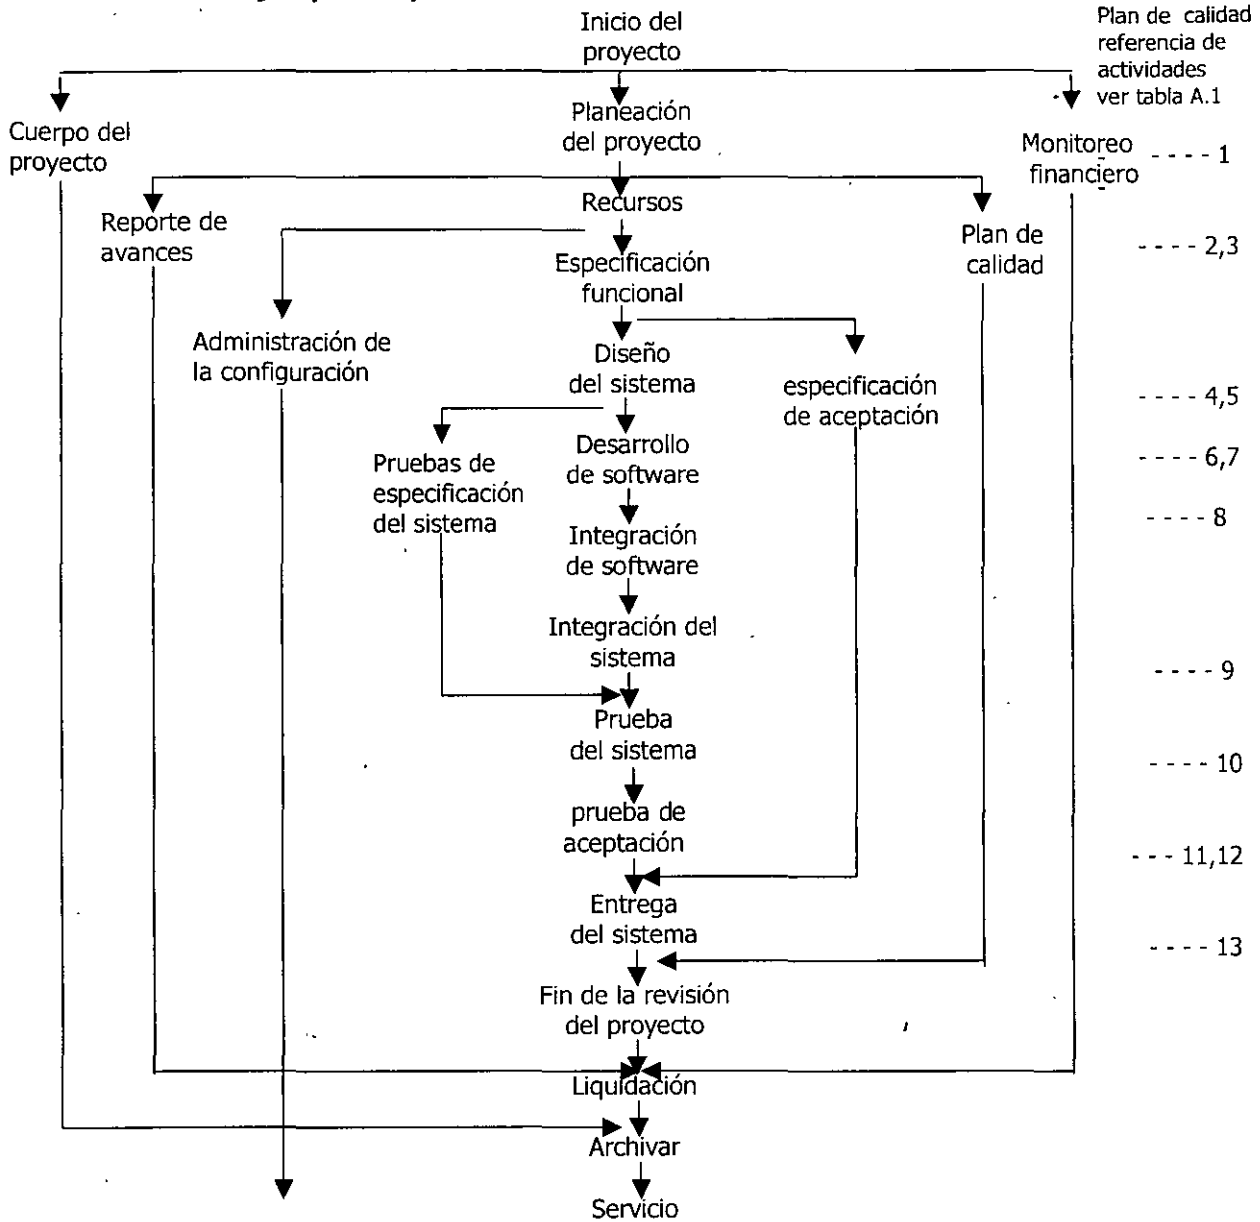 Inicio del
proyecto
Plan de calidad
referencia de
actividades
ver tabla A.1
Cuerpo del
proyecto
Planeación
del proyecto
Monitoreo
financiero
- - - - 1
Reporte de
avances
Recursos
Plan de
calidad
- - - - 2,3
Especificación
funcional
Administración de
la configuración
Diseño
del sistema
especificación
de aceptación
- - - - 4,5
Pruebas de
especificación
del sistema
Desarrollo
de software
- - - - 6,7
Integración
de software
- - - - 8
Integración del
sistema
- - - - 9
Prueba
del sistema
- - - - 10
prueba de
aceptación
- - - 11,12
Entrega
del sistema
- - - - 13
Fin de la revisión
del proyecto
Liquidación
Archivar
Servicio